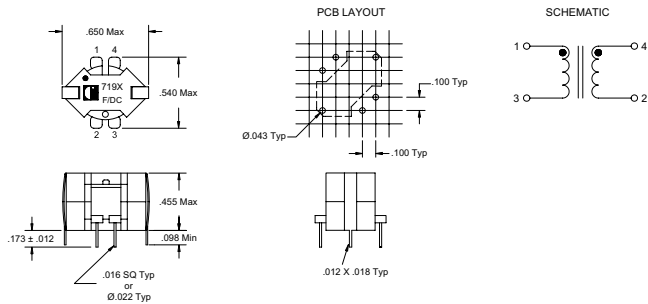 .650 Max
1 4
719X
F/DC
2 3
.540 Max
PCB LAYOUT
.100 Typ
Ø.043 Typ
.100 Typ
SCHEMATIC
1 4
3 2
.455 Max
.173 ± .012
.098 Min
.016 SQ Typ
or
Ø.022 Typ
.012 X .018 Typ